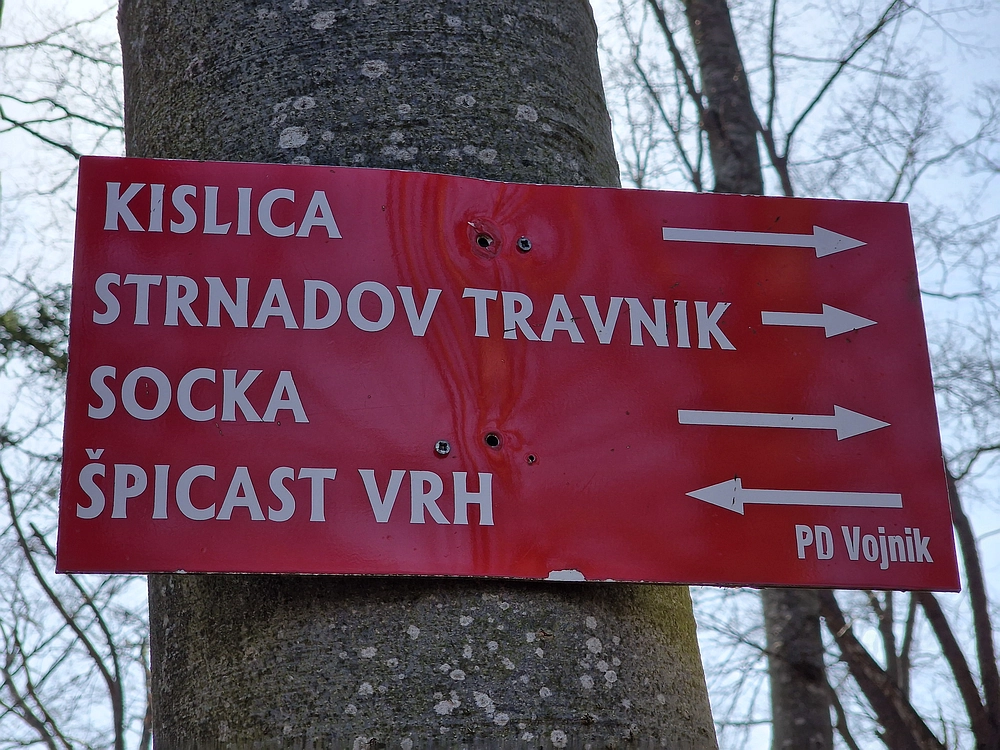 KISLICA
STRNADOV TRAVNIK
SOCKA
ŠPICAST VRH
PD Vojnik